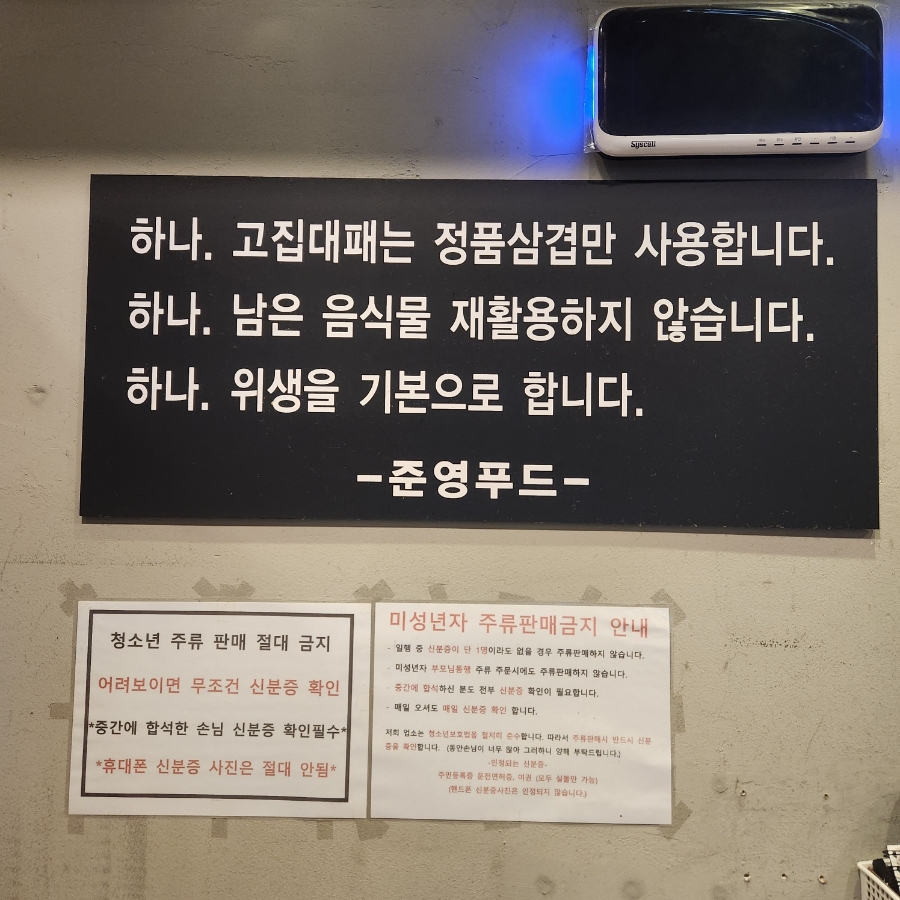 Syscall
하나. 고집대패는 정품삼겹만 사용합니다.
하나. 남은 음식물 재활용하지 않습니다.
하나. 위생을 기본으로 합니다.
-준영푸드-
청소년 주류 판매 절대 금지
어려보이면 무조건 신분증 확인
*중간에 합석한 손님 신분증 확인필수*
*휴대폰 신분증 사진은 절대 안됨*
미성년자 주류판매금지 안내
- 일행 중 신분증이 단 1명이라도 없을 경우 주류판매하지 않습니다.
- 미성년자 부모님동행 주류 주문시에도 주류판매하지 않습니다.
- 중간에 합석하신 분도 전부 신분증 확인이 필요합니다.
- 매일 오셔도 매일 신분증 확인 합니다.
저희 업소는 청소년보호법을 철저히 준수합니다. 따라서 주류판매시 반드시 신분
증을 확인합니다. (동안손님이 너무 많아 그러하니 양해 부탁드립니다.)
-인정되는 신분증-
주민등록증 운전면허증, 여권 (모두 실물만 가능)
(핸드폰 신분증사진은 인정되지 않습니다.)